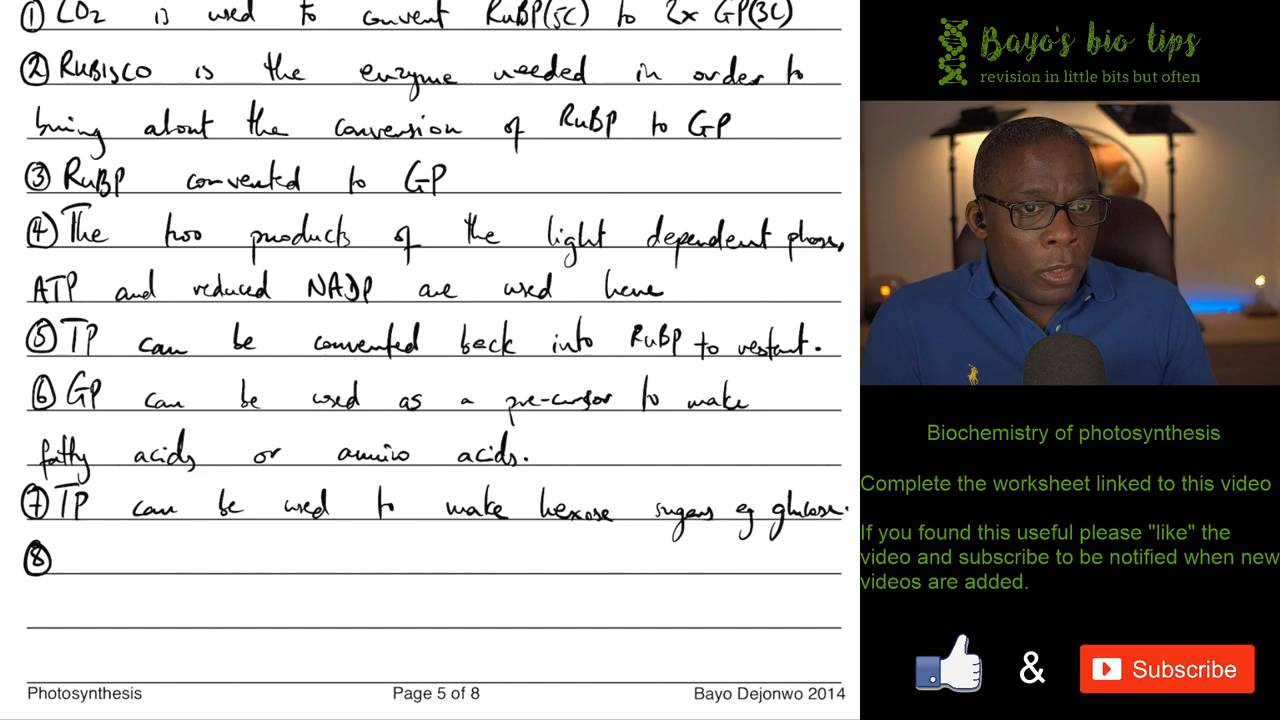 ① CO2 is used to convert RuBP(5C) to 2x GP(3C)
② RUBISCO is the enzyme needed in order to
bring about the conversion of RuBP to GP
③ RuBP converted to GP
④ The two products of the light dependent phase,
ATP and reduced NADP are used here
⑤ TP can be converted back into RuBP to restart.
⑥ GP can be used as a pre-cursor to make
fatty acids or amino acids.
⑦ TP can be used to make hexose sugars eg glucose.
⑧
Photosynthesis Page 5 of 8 Bayo Dejonwo 2014
Bayo's bio tips
revision in little bits but often
Biochemistry of photosynthesis
Complete the worksheet linked to this video
If you found this useful please "like" the
video and subscribe to be notified when new
videos are added.
& Subscribe